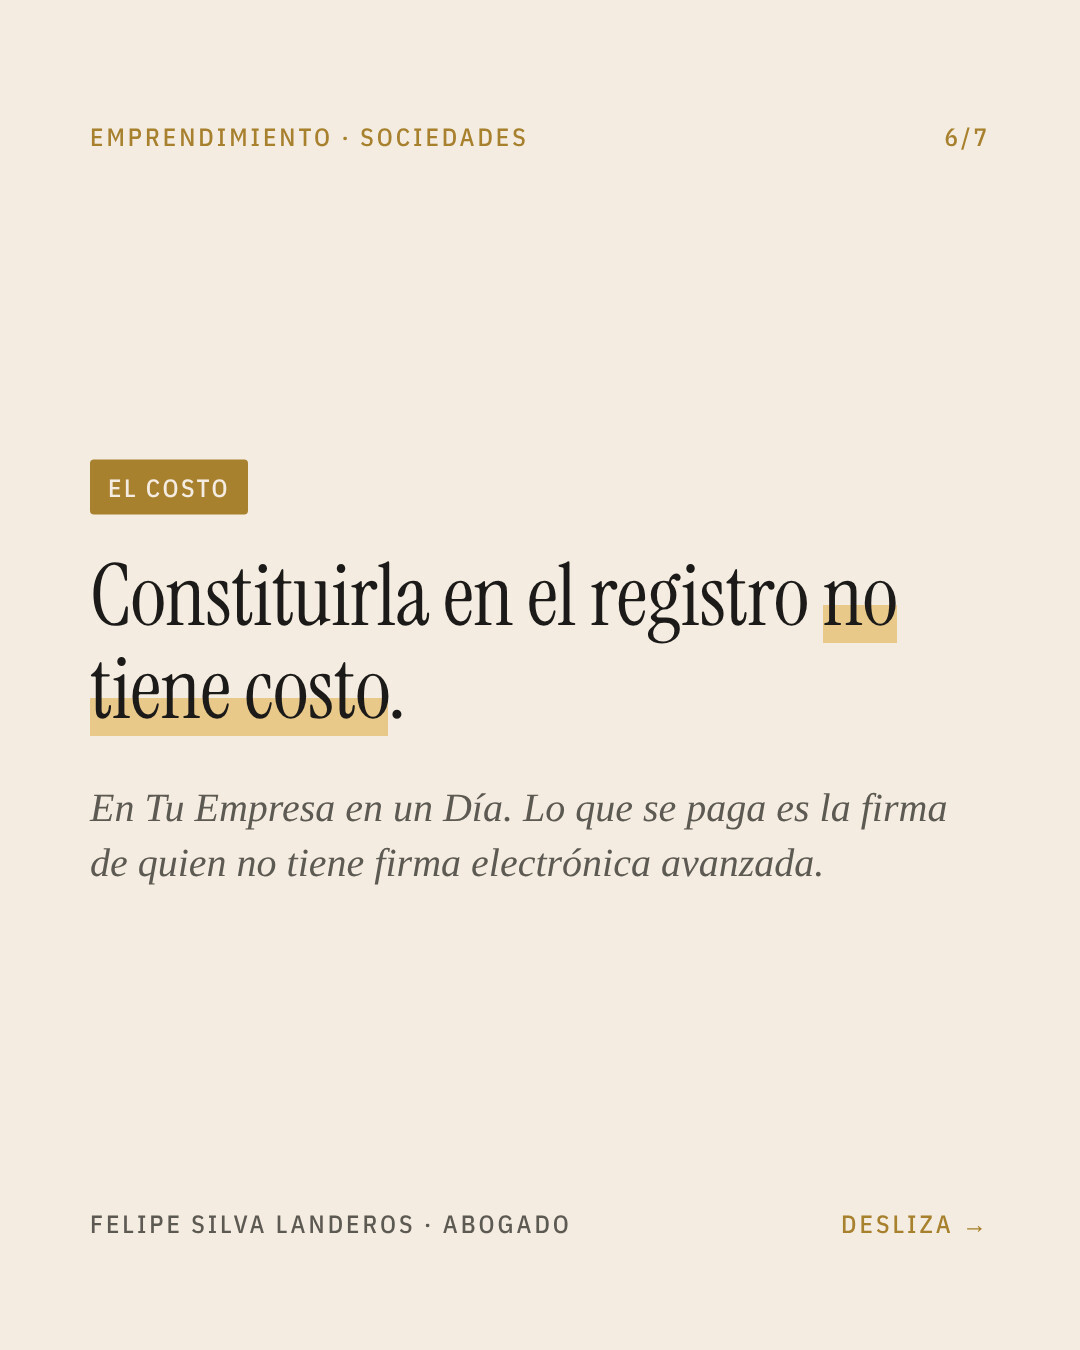 EMPRENDIMIENTO · SOCIEDADES
6/7
EL COSTO
Constituirla en el registro no
tiene costo.
En Tu Empresa en un Día. Lo que se paga es la firma
de quien no tiene firma electrónica avanzada.
FELIPE SILVA LANDEROS · ABOGADO
DESLIZA →